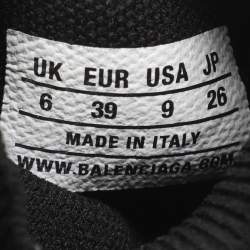 UK EUR USA JP
6 39 9 26
MADE IN ITALY
WWW.BALENCIAGA.COM